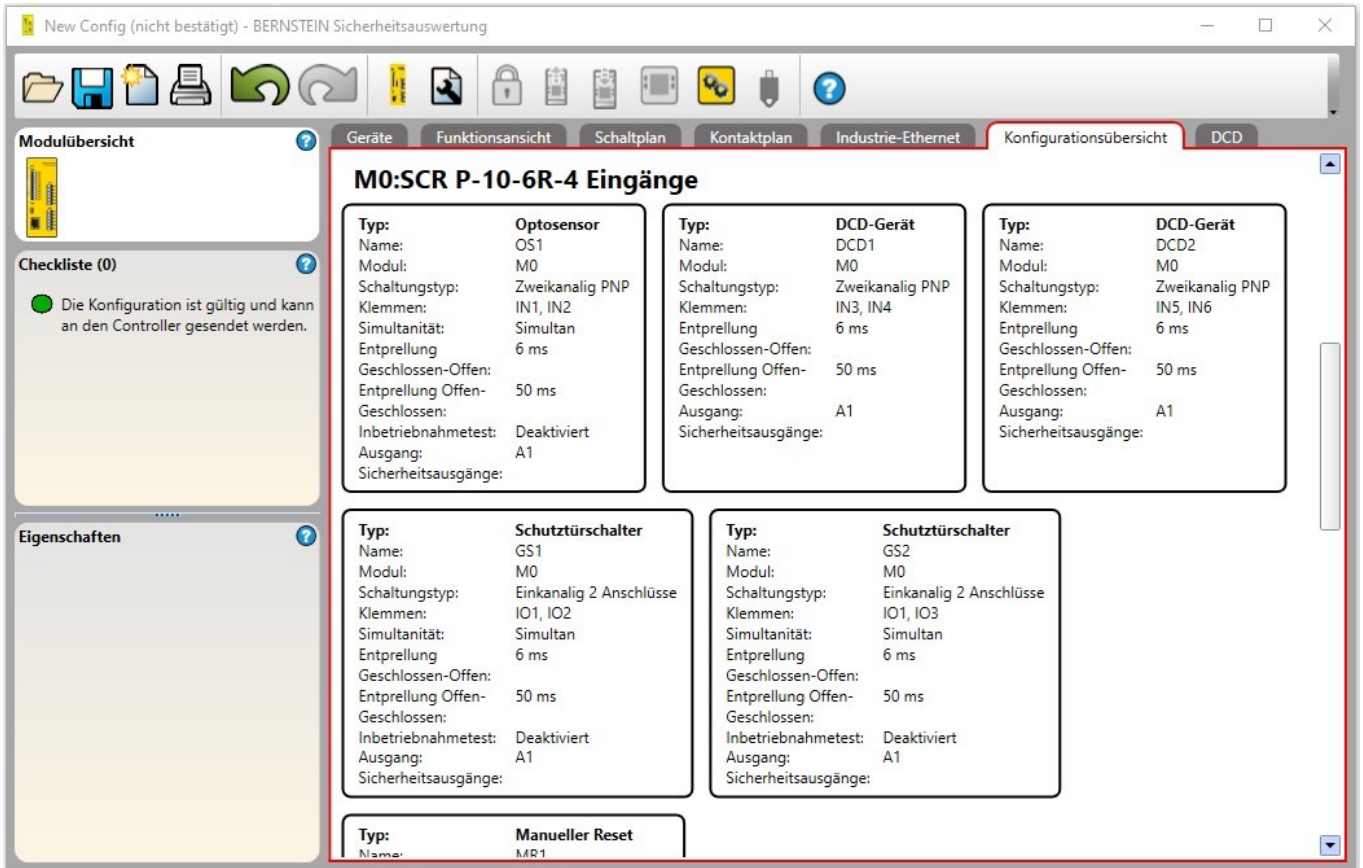 New Config (nicht bestätigt) - BERNSTEIN Sicherheitsauswertung
Modulübersicht
Checkliste (0)
Die Konfiguration ist gültig und kann
an den Controller gesendet werden.
Eigenschaften
Geräte Funktionsansicht Schaltplan Kontaktplan Industrie-Ethernet Konfigurationsübersicht DCD
M0:SCR P-10-6R-4 Eingänge
Typ: Optosensor
Name: OS1
Modul: M0
Schaltungstyp: Zweikanalig PNP
Klemmen: IN1, IN2
Simultanität: Simultan
Entprellung 6 ms
Geschlossen-Offen:
Entprellung Offen- 50 ms
Geschlossen:
Inbetriebnahmetest: Deaktiviert
Ausgang: A1
Sicherheitsausgänge:
Typ: DCD-Gerät
Name: DCD1
Modul: M0
Schaltungstyp: Zweikanalig PNP
Klemmen: IN3, IN4
Entprellung 6 ms
Geschlossen-Offen:
Entprellung Offen- 50 ms
Geschlossen:
Ausgang: A1
Sicherheitsausgänge:
Typ: DCD-Gerät
Name: DCD2
Modul: M0
Schaltungstyp: Zweikanalig PNP
Klemmen: IN5, IN6
Entprellung 6 ms
Geschlossen-Offen:
Entprellung Offen- 50 ms
Geschlossen:
Ausgang: A1
Sicherheitsausgänge:
Typ: Schutztürschalter
Name: GS1
Modul: M0
Schaltungstyp: Einkanalig 2 Anschlüsse
Klemmen: IO1, IO2
Simultanität: Simultan
Entprellung 6 ms
Geschlossen-Offen:
Entprellung Offen- 50 ms
Geschlossen:
Inbetriebnahmetest: Deaktiviert
Ausgang: A1
Sicherheitsausgänge:
Typ: Schutztürschalter
Name: GS2
Modul: M0
Schaltungstyp: Einkanalig 2 Anschlüsse
Klemmen: IO1, IO3
Simultanität: Simultan
Entprellung 6 ms
Geschlossen-Offen:
Entprellung Offen- 50 ms
Geschlossen:
Inbetriebnahmetest: Deaktiviert
Ausgang: A1
Sicherheitsausgänge:
Typ: Manueller Reset
Name: MR1